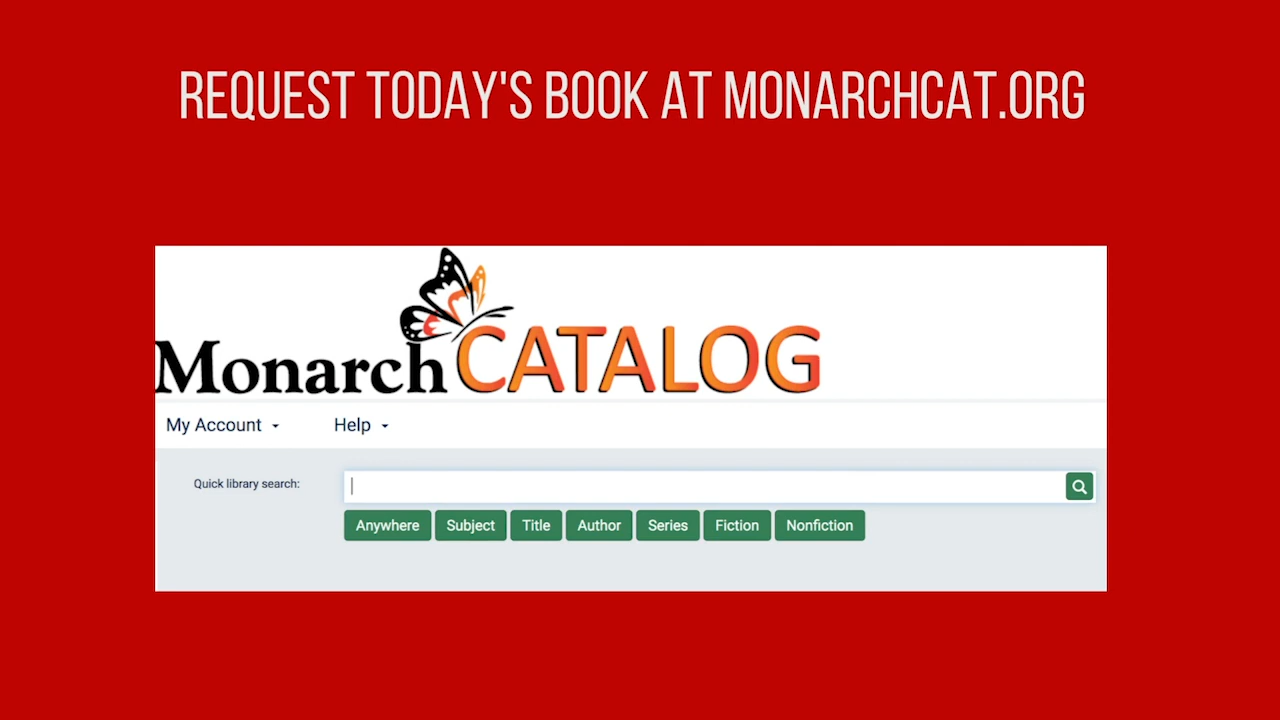 REQUEST TODAY'S BOOK AT MONARCHCAT.ORG
Monarch CATALOG
My Account Help
Quick library search:
Anywhere Subject Title Author Series Fiction Nonfiction